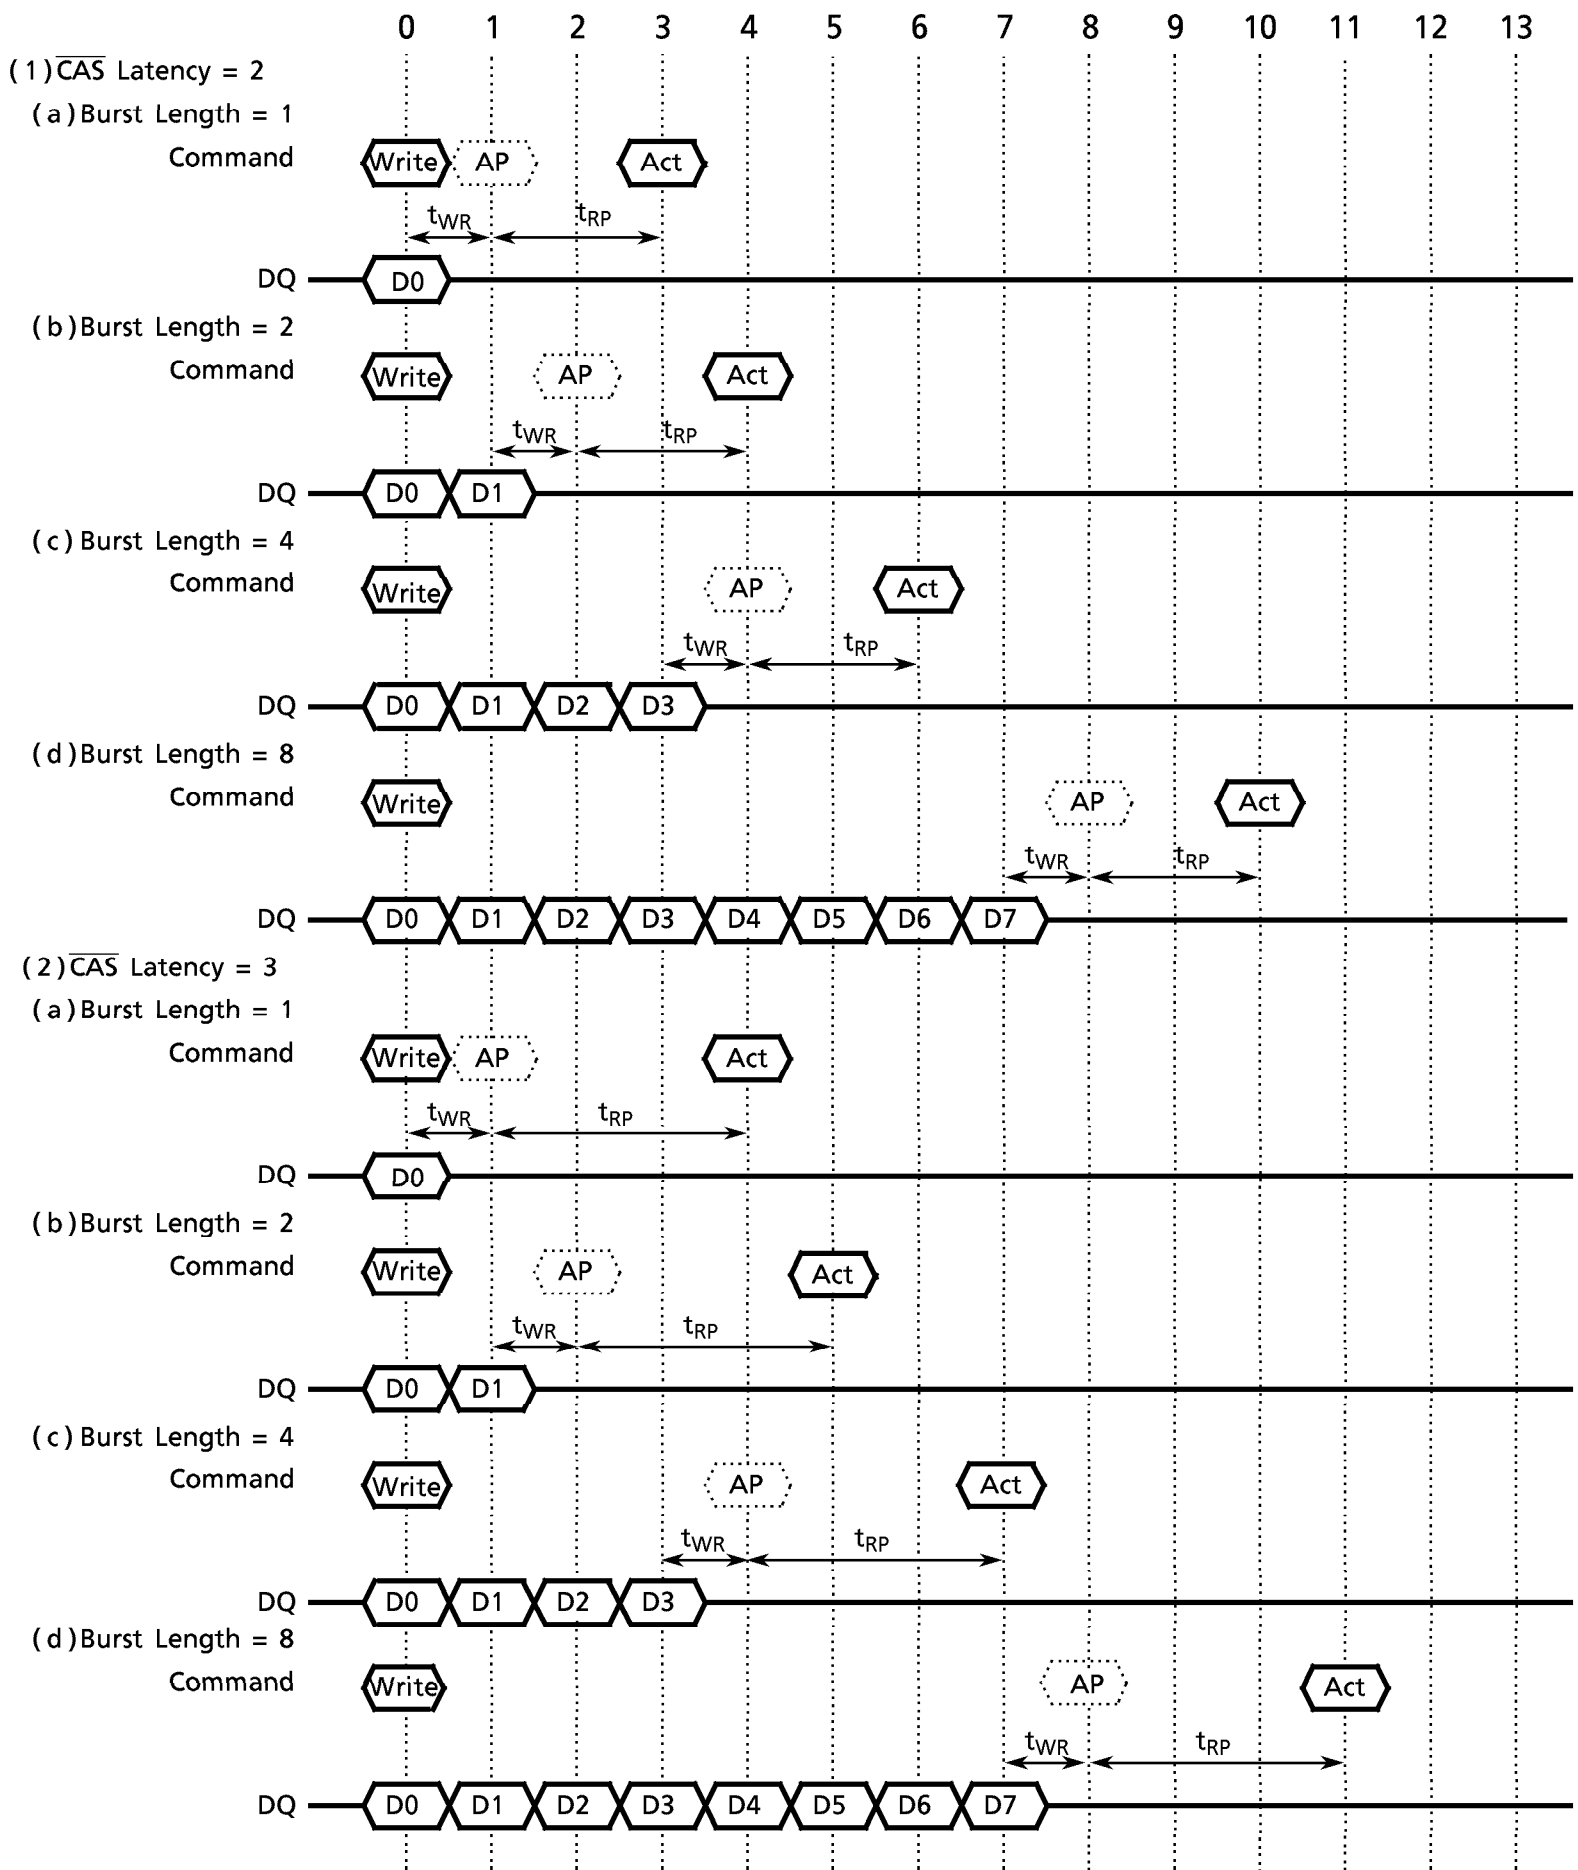 0 1 2 3 4 5 6 7 8 9 10 11 12 13
(1) CAS Latency = 2
(a) Burst Length = 1
Command Write AP Act
tWR tRP
DQ D0
(b) Burst Length = 2
Command Write AP Act
tWR tRP
DQ D0 D1
(c) Burst Length = 4
Command Write AP Act
tWR tRP
DQ D0 D1 D2 D3
(d) Burst Length = 8
Command Write AP Act
tWR tRP
DQ D0 D1 D2 D3 D4 D5 D6 D7
(2) CAS Latency = 3
(a) Burst Length = 1
Command Write AP Act
tWR tRP
DQ D0
(b) Burst Length = 2
Command Write AP Act
tWR tRP
DQ D0 D1
(c) Burst Length = 4
Command Write AP Act
tWR tRP
DQ D0 D1 D2 D3
(d) Burst Length = 8
Command Write AP Act
tWR tRP
DQ D0 D1 D2 D3 D4 D5 D6 D7